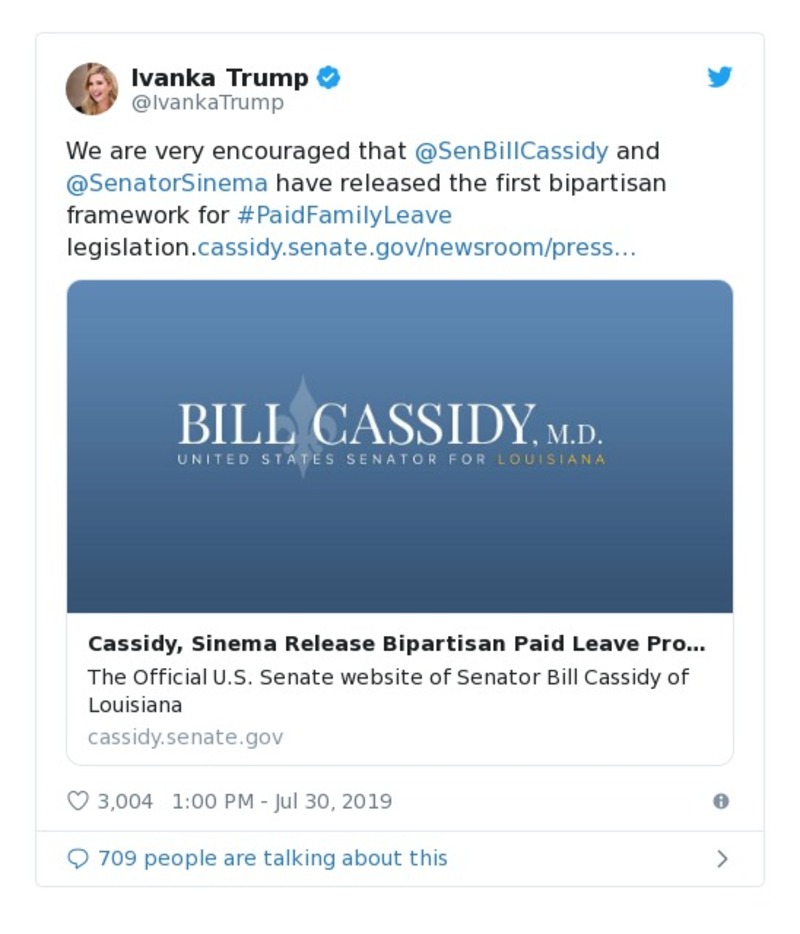 Ivanka Trump
@IvankaTrump
We are very encouraged that @SenBillCassidy and
@SenatorSinema have released the first bipartisan
framework for #PaidFamilyLeave
legislation.cassidy.senate.gov/newsroom/press…
BILL CASSIDY, M.D.
UNITED STATES SENATOR FOR LOUISIANA
Cassidy, Sinema Release Bipartisan Paid Leave Pro…
The Official U.S. Senate website of Senator Bill Cassidy of
Louisiana
cassidy.senate.gov
3,004 1:00 PM - Jul 30, 2019
709 people are talking about this